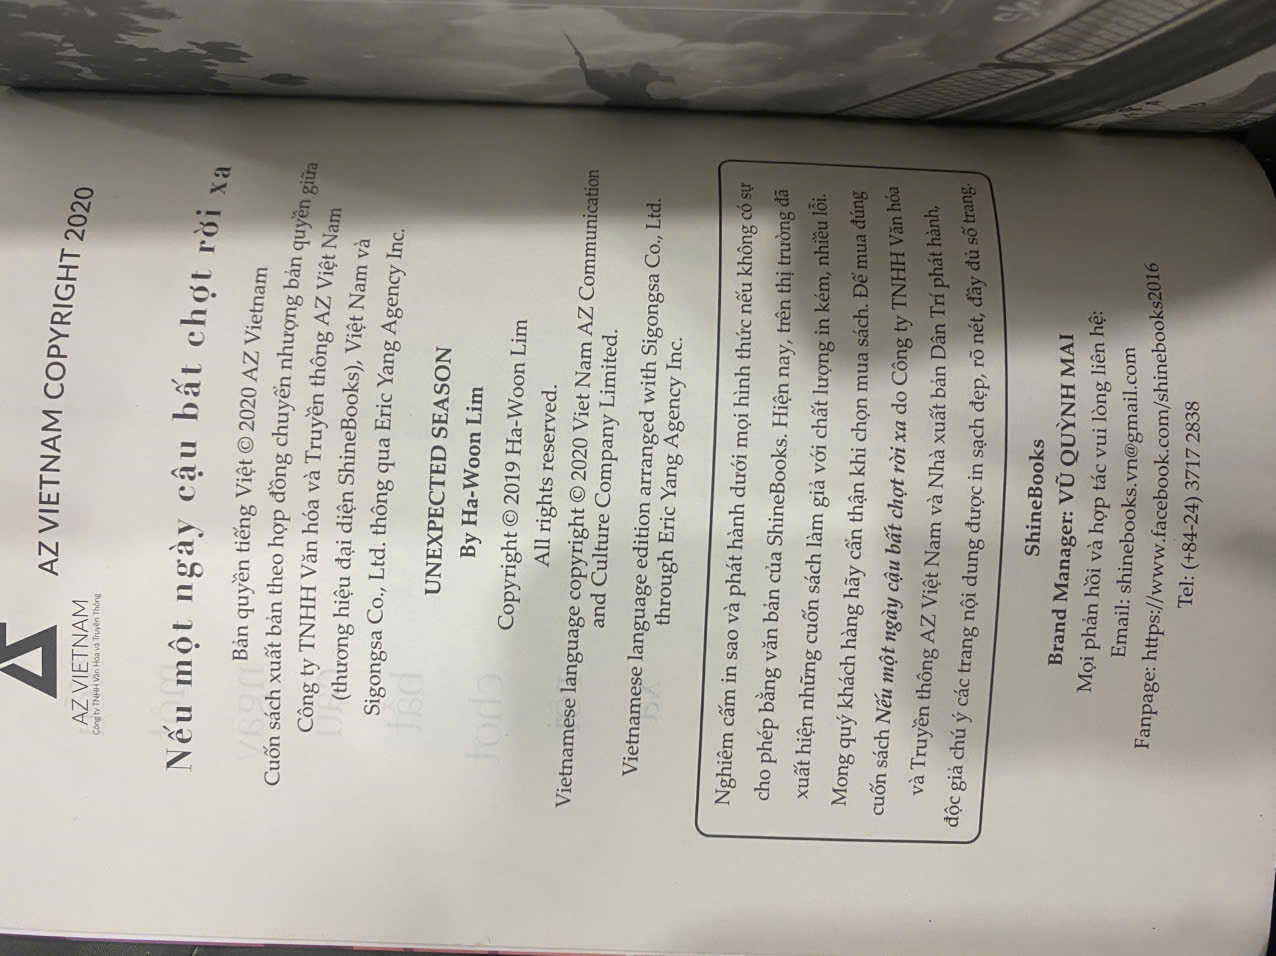 AZ VIETNAM
Công ty TNHH Văn Hóa và Truyền Thông
AZ VIETNAM COPYRIGHT 2020
Nếu một ngày cậu bất chợt rời xa
Bản quyền tiếng Việt © 2020 AZ Vietnam
Cuốn sách xuất bản theo hợp đồng chuyển nhượng bản quyền giữa
Công ty TNHH Văn hóa và Truyền thông AZ Việt Nam
(thương hiệu đại diện ShineBooks), Việt Nam và
Sigongsa Co., Ltd. thông qua Eric Yang Agency Inc.
UNEXPECTED SEASON
By Ha-Woon Lim
Copyright © 2019 Ha-Woon Lim
All rights reserved.
Vietnamese language copyright © 2020 Viet Nam AZ Communication
and Culture Company Limited.
Vietnamese language edition arranged with Sigongsa Co., Ltd.
through Eric Yang Agency Inc.
Nghiêm cấm in sao và phát hành dưới mọi hình thức nếu không có sự
cho phép bằng văn bản của ShineBooks. Hiện nay, trên thị trường đã
xuất hiện những cuốn sách làm giả với chất lượng in kém, nhiều lỗi.
Mong quý khách hàng hãy cẩn thận khi chọn mua sách. Để mua đúng
cuốn sách Nếu một ngày cậu bất chợt rời xa do Công ty TNHH Văn hóa
và Truyền thông AZ Việt Nam và Nhà xuất bản Dân Trí phát hành,
độc giả chú ý các trang nội dung được in sạch đẹp, rõ nét, đầy đủ số trang.
ShineBooks
Brand Manager: VŨ QUỲNH MAI
Mọi phản hồi và hợp tác vui lòng liên hệ:
Email: shinebooks.vn@gmail.com
Fanpage: https://www.facebook.com/shinebooks2016
Tel: (+84-24) 3717 2838